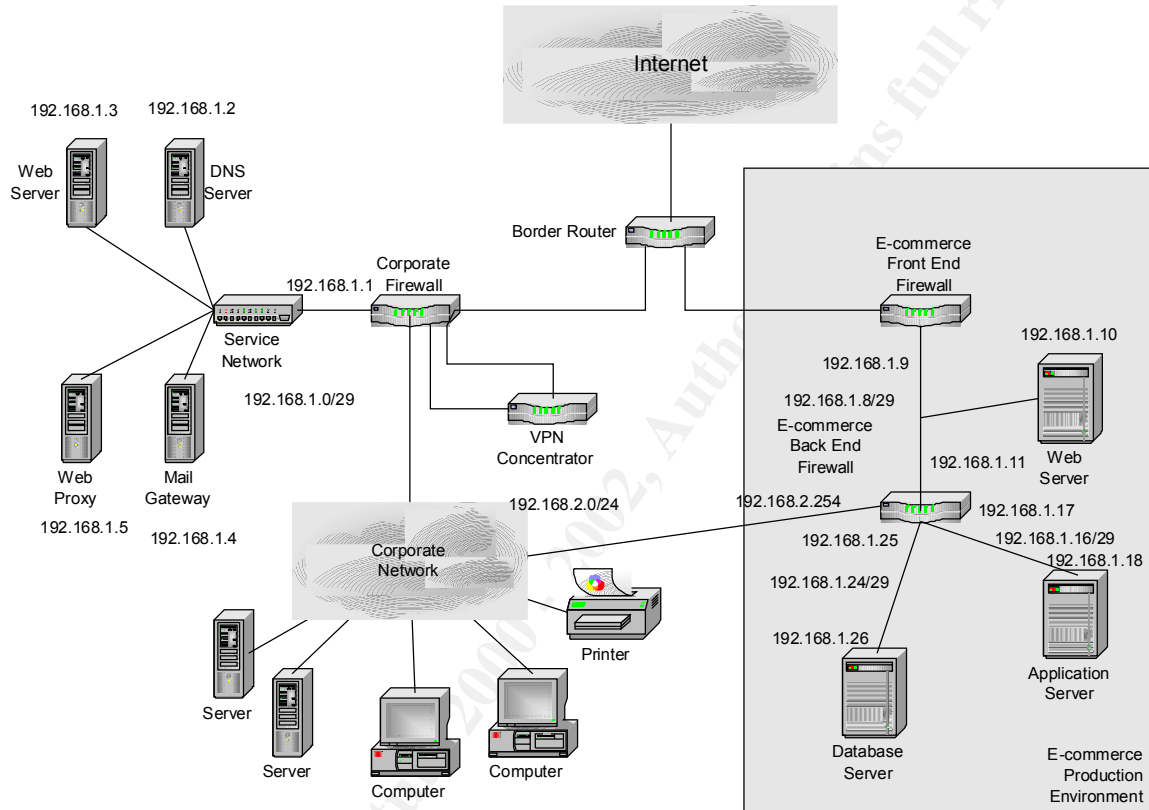 Internet
192.168.1.3
192.168.1.2
Web
Server
DNS
Server
Border Router
E-commerce
Front End
Firewall
192.168.1.1
Corporate
Firewall
Service
Network
192.168.1.10
192.168.1.9
192.168.1.0/29
192.168.1.8/29
VPN
Concentrator
E-commerce
Back End
Firewall
Web
Server
Web
Proxy
Mail
Gateway
192.168.1.11
192.168.1.5
192.168.1.4
192.168.2.0/24
192.168.2.254
192.168.1.17
192.168.1.25
192.168.1.16/29
192.168.1.18
Corporate
Network
192.168.1.24/29
192.168.1.26
Printer
Application
Server
Server
Server
Computer
Computer
Database
Server
E-commerce
Production
Environment
2000 - 2002, Autho
ins full ri